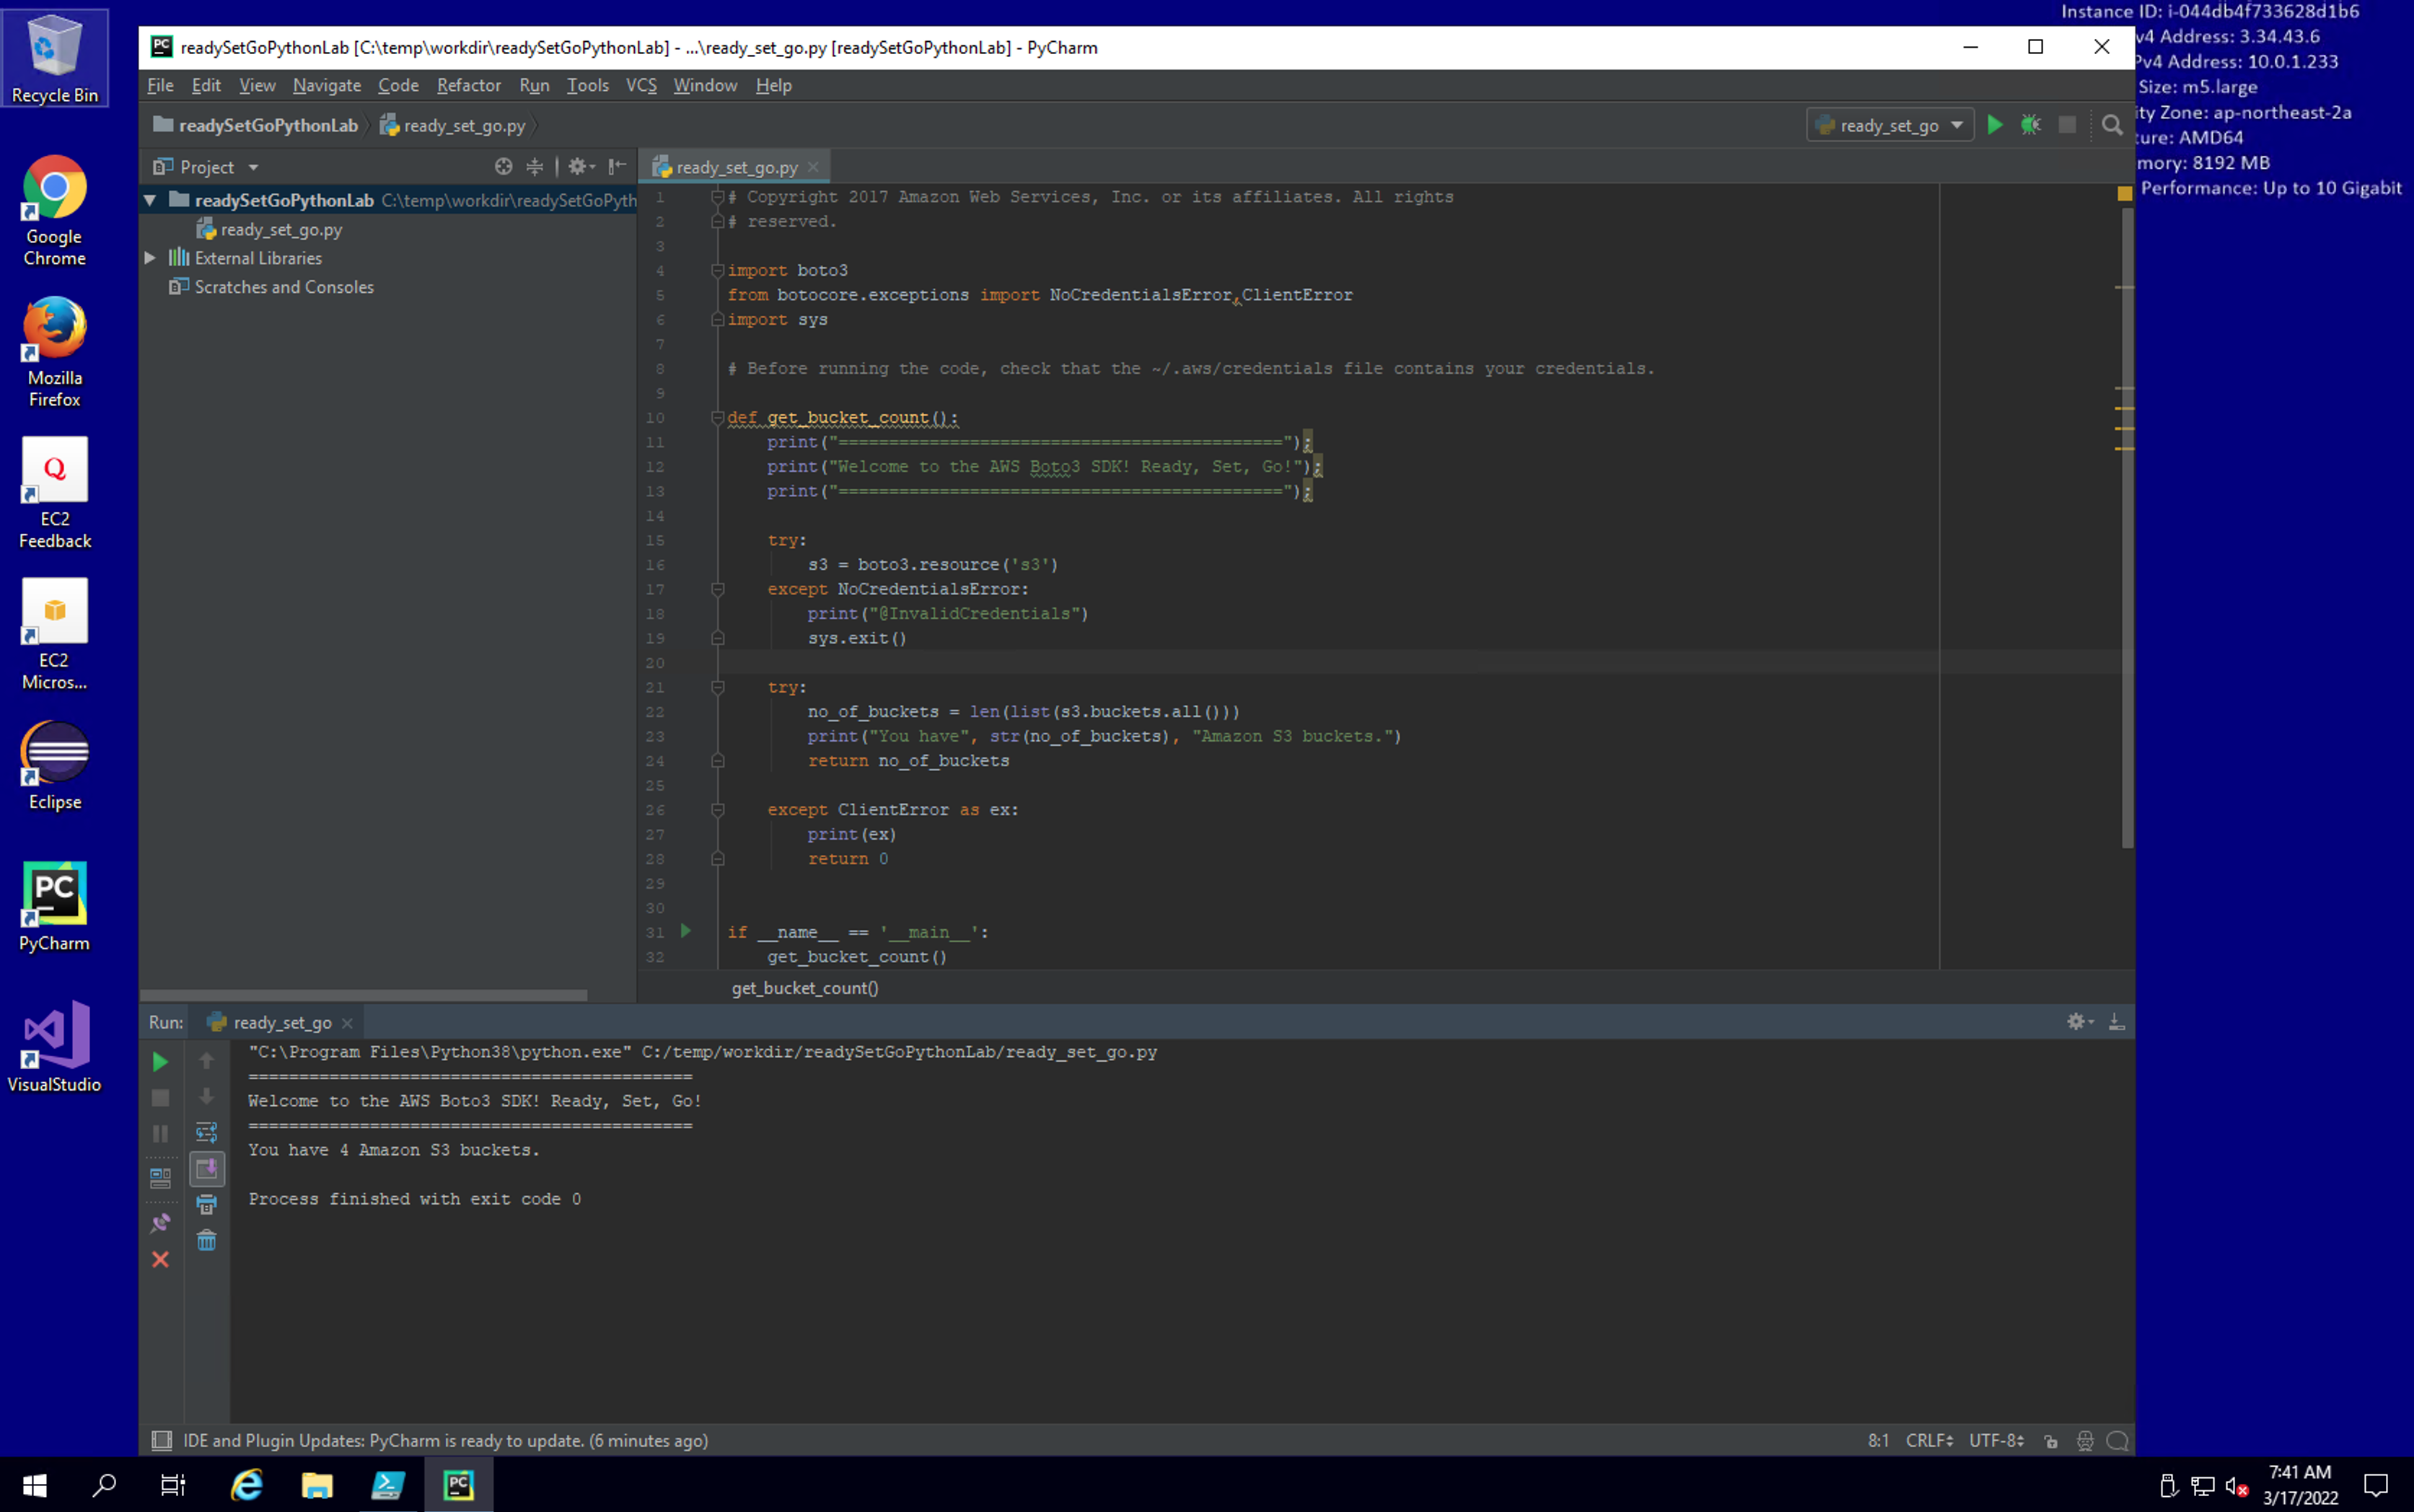 Instance ID: i-044db4f733628d1b6
v4 Address: 3.34.43.6
v4 Address: 10.0.1.233
Size: m5.large
ity Zone: ap-northeast-2a
ture: AMD64
mory: 8192 MB
Performance: Up to 10 Gigabit
Recycle Bin
Google
Chrome
Mozilla
Firefox
EC2
Feedback
EC2
Micros...
Eclipse
PyCharm
VisualStudio
readySetGoPythonLab [C:\temp\workdir\readySetGoPythonLab] - ...\ready_set_go.py [readySetGoPythonLab] - PyCharm
File Edit View Navigate Code Refactor Run Tools VCS Window Help
readySetGoPythonLab ready_set_go.py ready_set_go
Project
readySetGoPythonLab C:\temp\workdir\readySetGoPyth
ready_set_go.py
External Libraries
Scratches and Consoles
ready_set_go.py
1 # Copyright 2017 Amazon Web Services, Inc. or its affiliates. All rights
2 # reserved.
3
4 import boto3
5 from botocore.exceptions import NoCredentialsError,ClientError
6 import sys
7
8 # Before running the code, check that the ~/.aws/credentials file contains your credentials.
9
10 def get_bucket_count():
11 print("============================================");
12 print("Welcome to the AWS Boto3 SDK! Ready, Set, Go!");
13 print("============================================");
14
15 try:
16 s3 = boto3.resource('s3')
17 except NoCredentialsError:
18 print("@InvalidCredentials")
19 sys.exit()
20
21 try:
22 no_of_buckets = len(list(s3.buckets.all()))
23 print("You have", str(no_of_buckets), "Amazon S3 buckets.")
24 return no_of_buckets
25
26 except ClientError as ex:
27 print(ex)
28 return 0
29
30
31 if __name__ == '__main__':
32 get_bucket_count()
get_bucket_count()
Run: ready_set_go
"C:\Program Files\Python38\python.exe" C:/temp/workdir/readySetGoPythonLab/ready_set_go.py
============================================
Welcome to the AWS Boto3 SDK! Ready, Set, Go!
============================================
You have 4 Amazon S3 buckets.
Process finished with exit code 0
IDE and Plugin Updates: PyCharm is ready to update. (6 minutes ago) 8:1 CRLF UTF-8
7:41 AM
3/17/2022